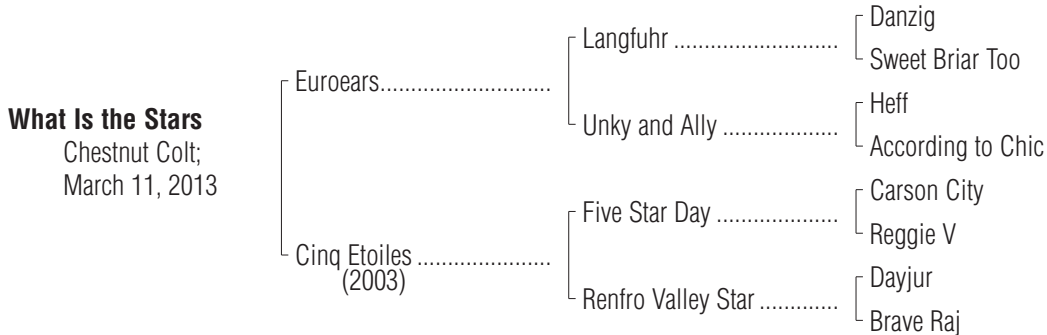 Danzig
Langfuhr ...........................
Sweet Briar Too
Euroears............................
Heff
Unky and Ally ...................
According to Chic
What Is the Stars
Chestnut Colt;
March 11, 2013
Carson City
Five Star Day ....................
Reggie V
Cinq Etoiles ......................
(2003)
Dayjur
Renfro Valley Star .............
Brave Raj